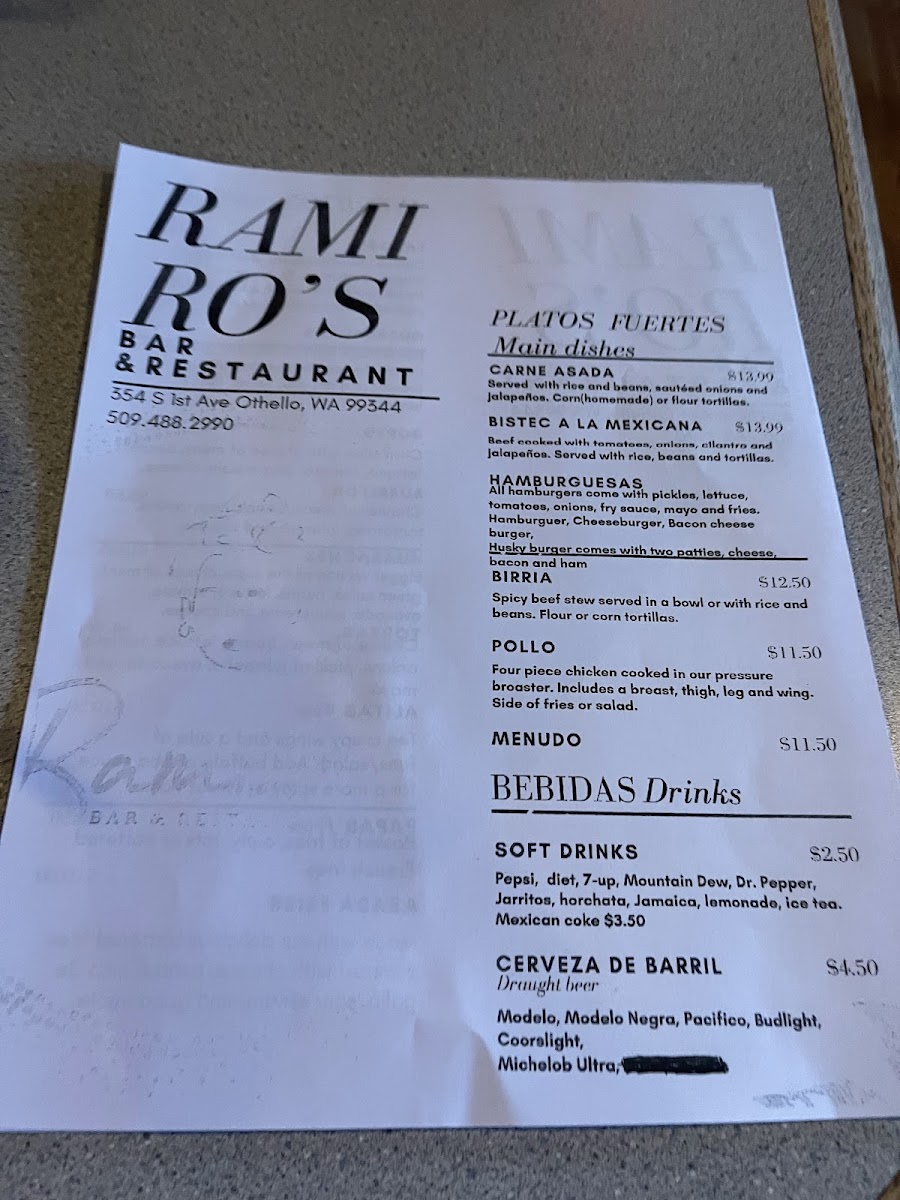 RAMI
RO'S
BAR
& RESTAURANT
354 S 1st Ave Othello, WA 99344
509.488.2990
Ram
BAR & REST
PLATOS FUERTES
Main dishes
CARNE ASADA $13.99
Served with rice and beans, sautéed onions and
jalapeños. Corn(homemade) or flour tortillas.
BISTEC A LA MEXICANA $13.99
Beef cooked with tomatoes, onions, cilantro and
jalapeños. Served with rice, beans and tortillas.
HAMBURGUESAS
All hamburgers come with pickles, lettuce,
tomatoes, onions, fry sauce, mayo and fries.
Hamburguer, Cheeseburger, Bacon cheese
burger,
Husky burger comes with two patties, cheese,
bacon and ham
BIRRIA $12.50
Spicy beef stew served in a bowl or with rice and
beans. Flour or corn tortillas.
POLLO $11.50
Four piece chicken cooked in our pressure
broaster. Includes a breast, thigh, leg and wing.
Side of fries or salad.
MENUDO $11.50
BEBIDAS Drinks
SOFT DRINKS $2.50
Pepsi, diet, 7-up, Mountain Dew, Dr. Pepper,
Jarritos, horchata, Jamaica, lemonade, ice tea.
Mexican coke $3.50
CERVEZA DE BARRIL $4.50
Draught beer
Modelo, Modelo Negra, Pacifico, Budlight,
Coorslight,
Michelob Ultra,